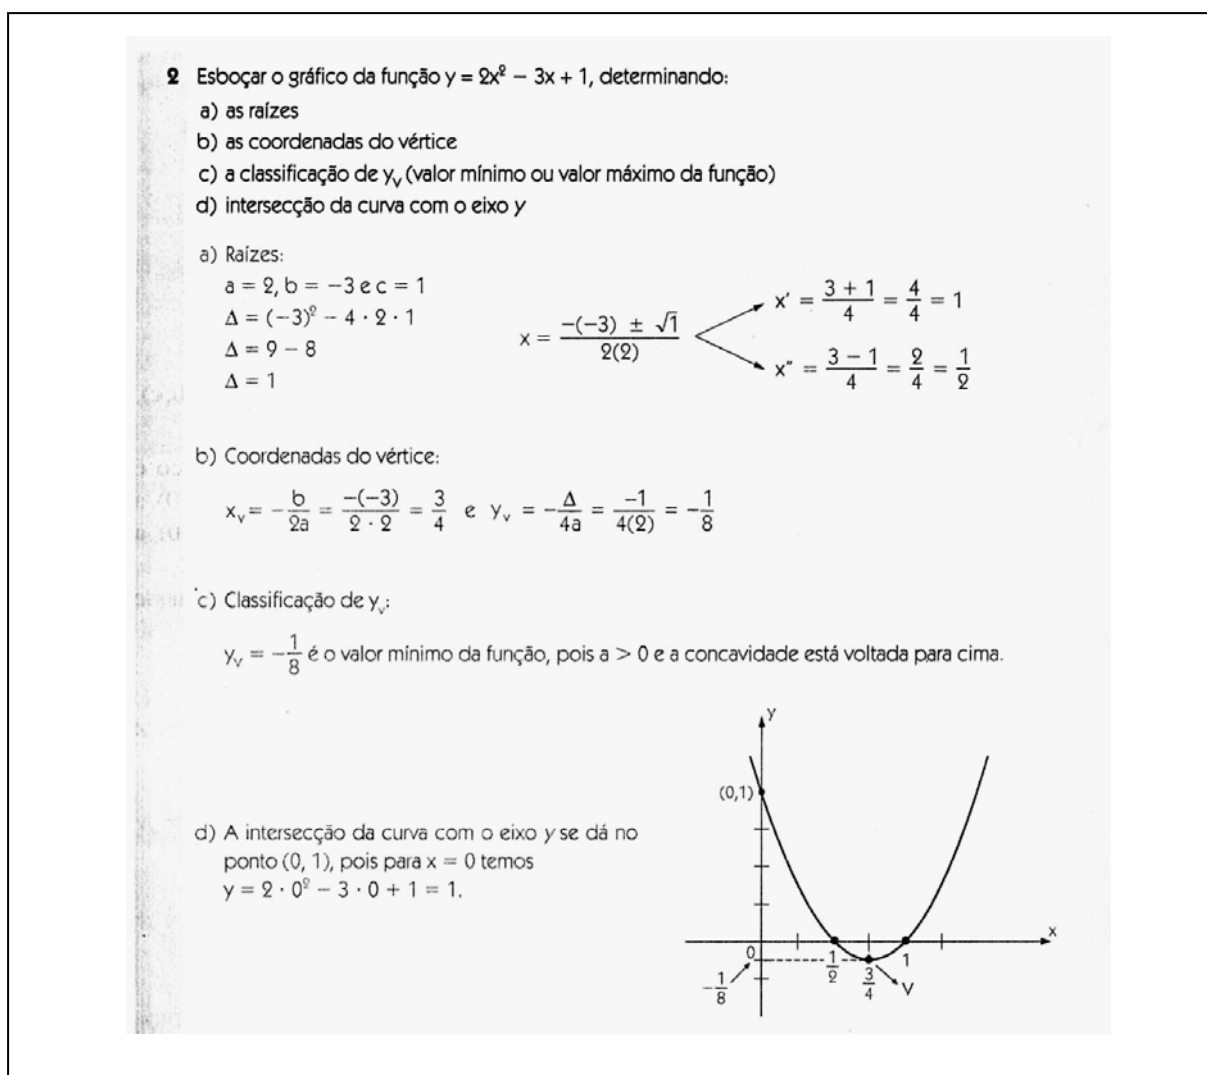 2 Esboçar o gráfico da função y = 2x² − 3x + 1, determinando:
a) as raízes
b) as coordenadas do vértice
c) a classificação de yᵥ (valor mínimo ou valor máximo da função)
d) intersecção da curva com o eixo y
a) Raízes:
a = 2, b = −3 e c = 1
Δ = (−3)² − 4 · 2 · 1
Δ = 9 − 8
Δ = 1
x = −(−3) ± √1 / 2(2)
x' = 3 + 1 / 4 = 4/4 = 1
x" = 3 − 1 / 4 = 2/4 = 1/2
b) Coordenadas do vértice:
xᵥ = −b/2a = −(−3) / 2 · 2 = 3/4 e yᵥ = −Δ/4a = −1/4(2) = −1/8
c) Classificação de yᵥ:
yᵥ = −1/8 é o valor mínimo da função, pois a > 0 e a concavidade está voltada para cima.
d) A intersecção da curva com o eixo y se dá no
ponto (0, 1), pois para x = 0 temos
y = 2 · 0² − 3 · 0 + 1 = 1.
y
(0,1)
x
0
1/2
3/4
1
V
−1/8